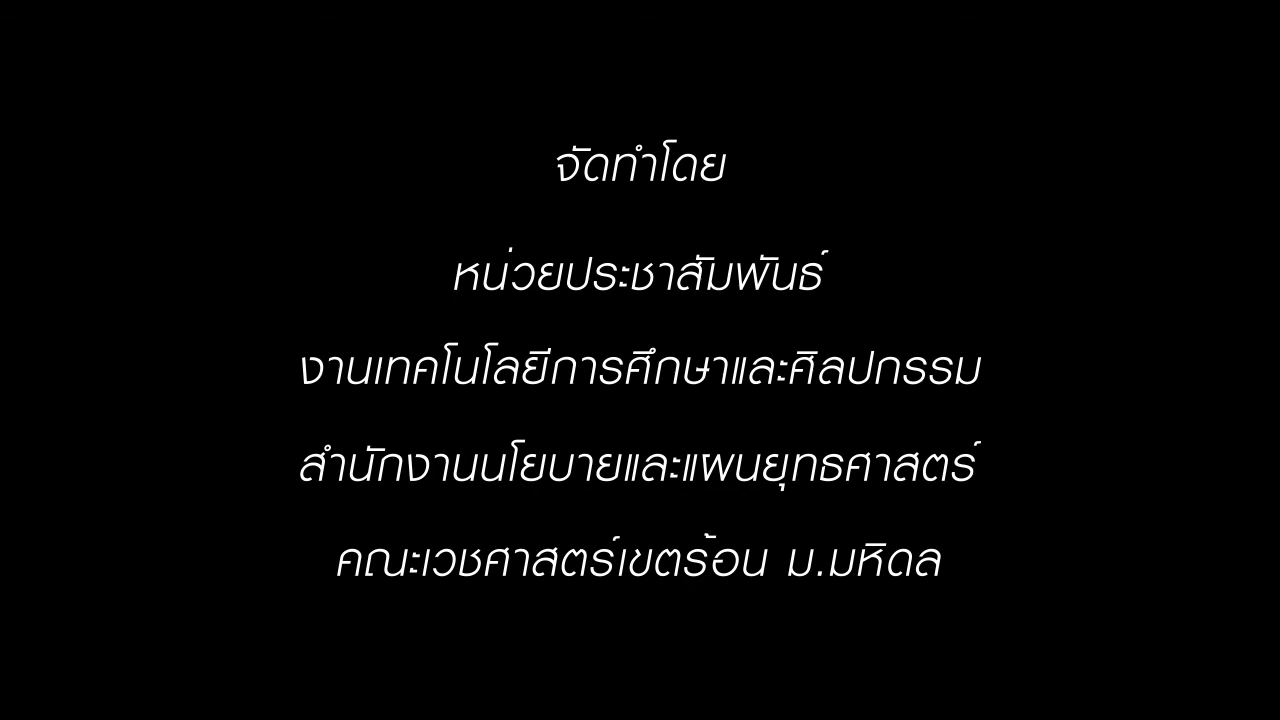 จัดทำโดย
หน่วยประชาสัมพันธ์
งานเทคโนโลยีการศึกษาและศิลปกรรม
สำนักงานนโยบายและแผนยุทธศาสตร์
คณะเวชศาสตร์เขตร้อน ม.มหิดล